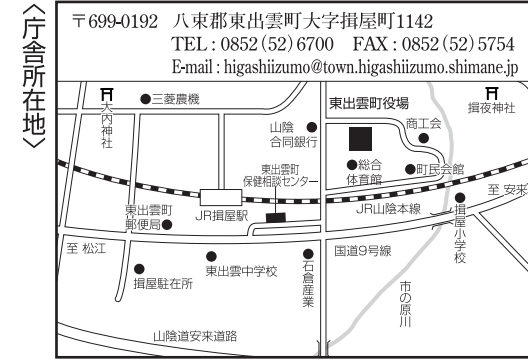 〈庁舎所在地〉
〒699-0192 八束郡東出雲町大字揖屋町1142
TEL : 0852 (52) 6700 FAX : 0852 (52) 5754
E-mail : higashiizumo@town.higashiizumo.shimane.jp
大内神社
三菱農機
山陰
合同銀行
東出雲町役場
商工会
揖夜神社
総合
体育館
町民会館
東出雲町
保健相談センター
至 安来
東出雲町
郵便局
JR揖屋駅
JR山陰本線
揖屋小学校
至 松江
国道9号線
揖屋駐在所
東出雲中学校
石倉産業
市の原川
山陰道安来道路